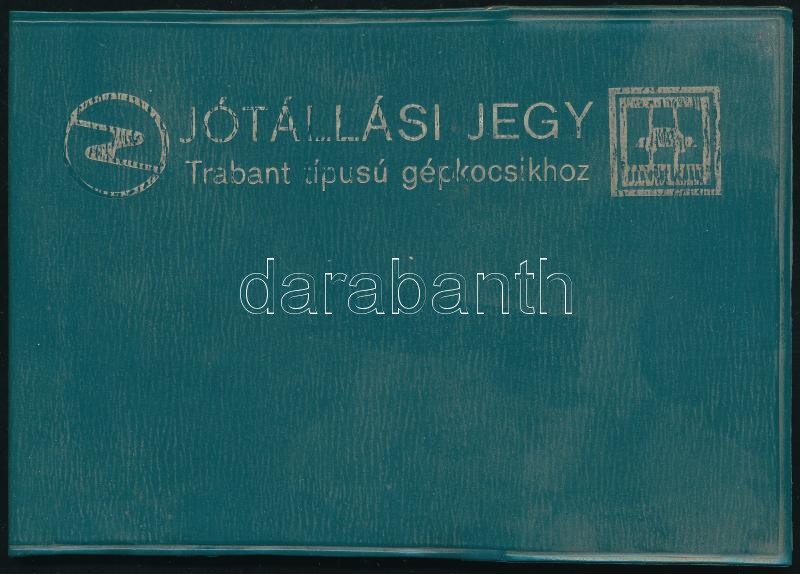 JÓTÁLLÁSI JEGY
Trabant típusú gépkocsikhoz
darabanth